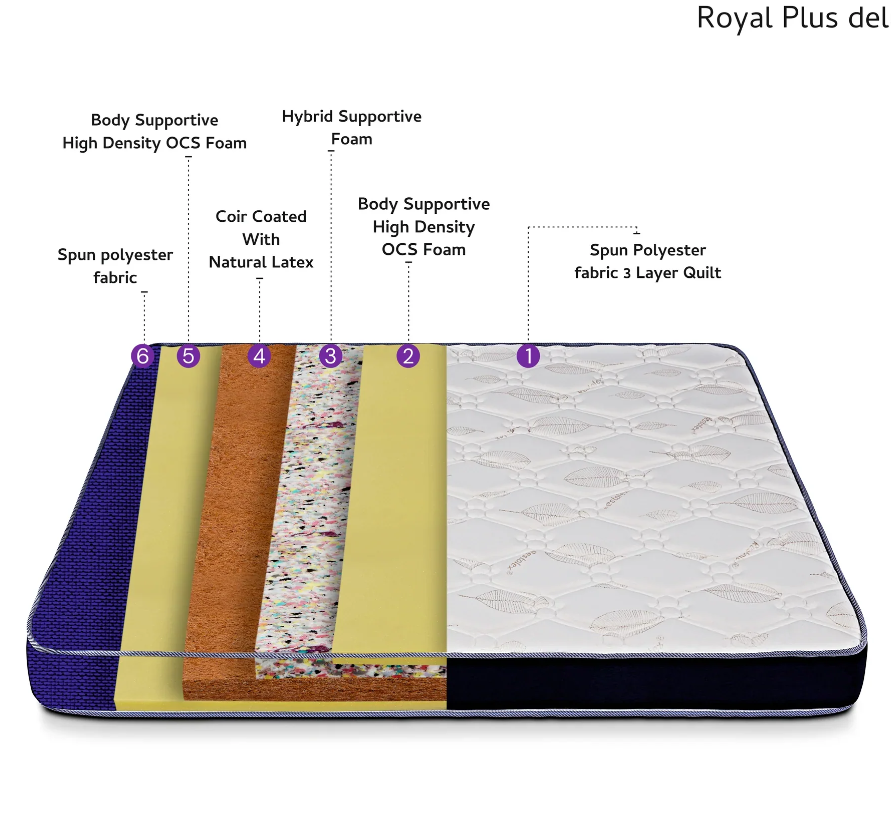 Royal Plus del
Body Supportive
High Density OCS Foam
Hybrid Supportive
Foam
Coir Coated
With
Natural Latex
Body Supportive
High Density
OCS Foam
Spun polyester
fabric
Spun Polyester
fabric 3 Layer Quilt
6 5 4 3 2 1